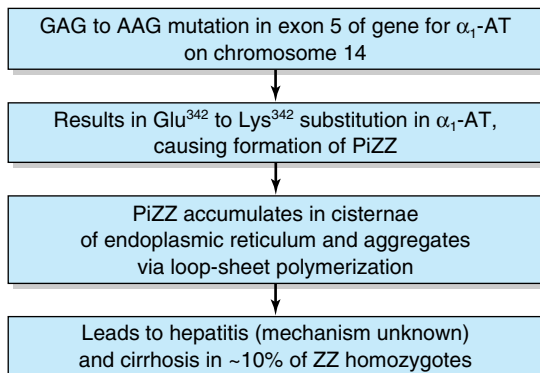 GAG to AAG mutation in exon 5 of gene for α₁-AT
on chromosome 14
Results in Glu³⁴² to Lys³⁴² substitution in α₁-AT,
causing formation of PiZZ
PiZZ accumulates in cisternae
of endoplasmic reticulum and aggregates
via loop-sheet polymerization
Leads to hepatitis (mechanism unknown)
and cirrhosis in ~10% of ZZ homozygotes